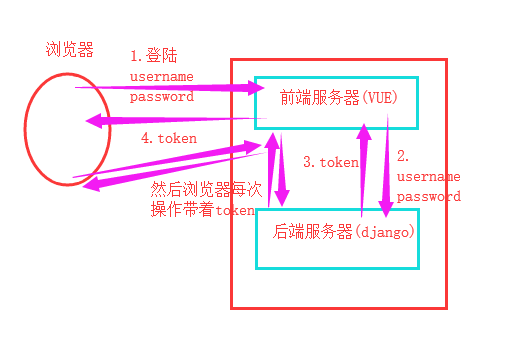 浏览器
1.登陆
username
password
前端服务器(VUE)
4.token
3.token
2.
username
password
然后浏览器每次
操作带着token
后端服务器(django)